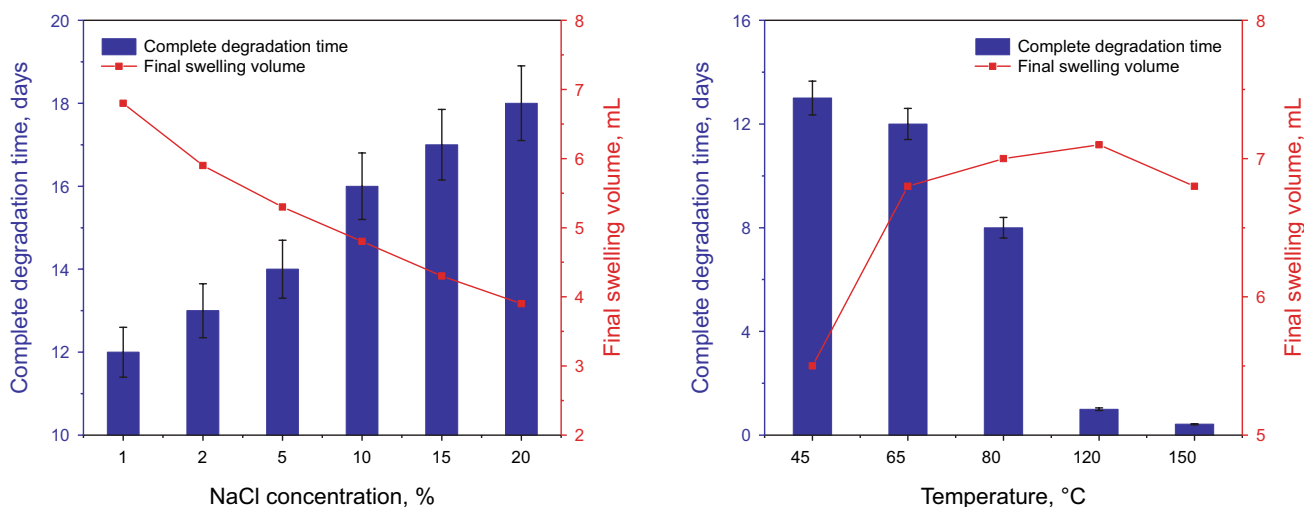 Complete degradation time, days
20
18
16
14
12
10
Complete degradation time
Final swelling volume
8
7
6
5
4
3
2
Final swelling volume, mL
1 2 5 10 15 20
NaCl concentration, %
Complete degradation time, days
16
12
8
4
0
Complete degradation time
Final swelling volume
8
7
6
5
Final swelling volume, mL
45 65 80 120 150
Temperature, °C